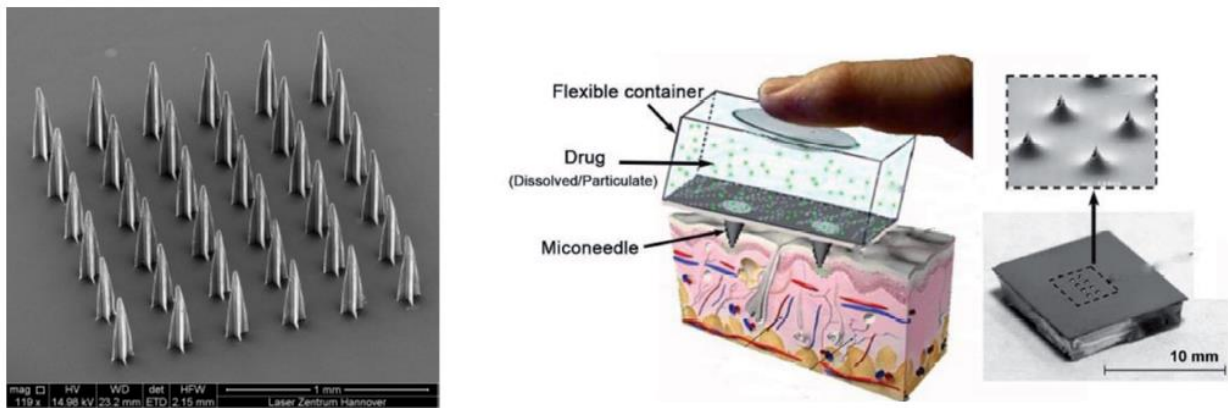 mag □ HV WD det HFW 1 mm
119 x 14.98 kV 23.2 mm ETD 2.15 mm Laser Zentrum Hannover
Flexible container
Drug
(Dissolved/Particulate)
Miconeedle
10 mm